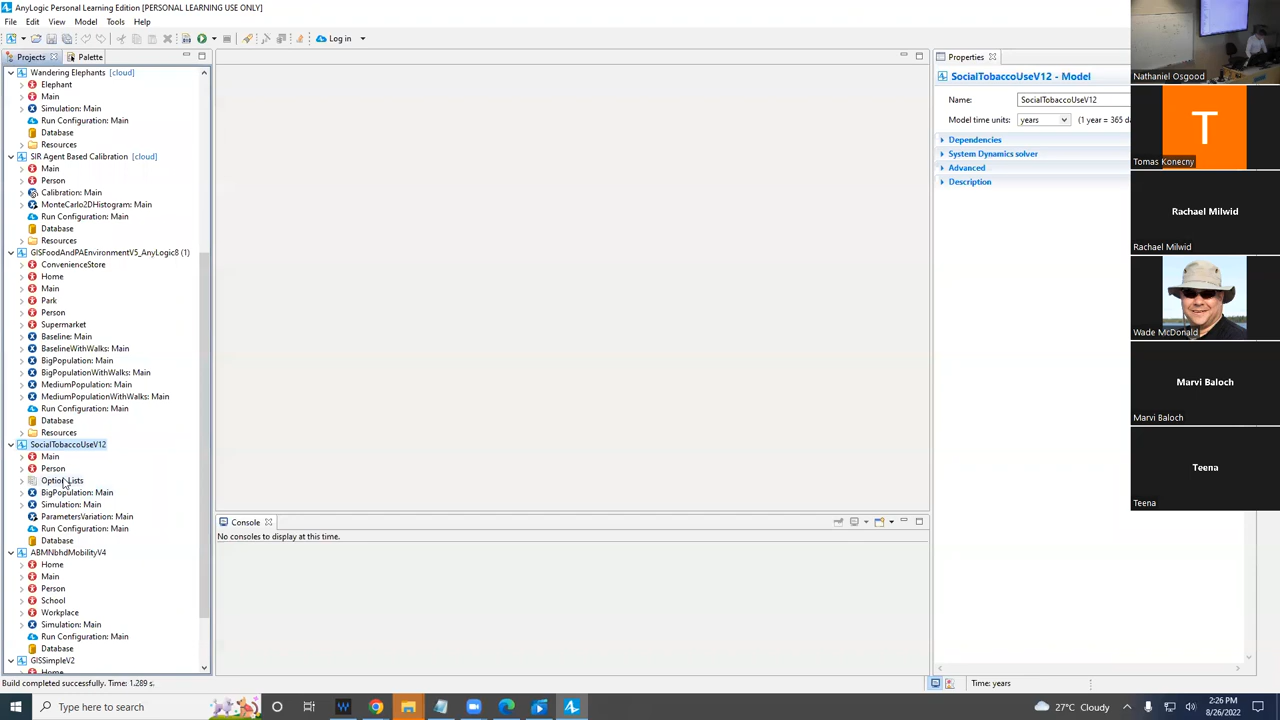 AnyLogic Personal Learning Edition [PERSONAL LEARNING USE ONLY]
File Edit View Model Tools Help
Log in
Projects Palette
Wandering Elephants [cloud]
Elephant
Main
Simulation: Main
Run Configuration: Main
Database
Resources
SIR Agent Based Calibration [cloud]
Main
Person
Calibration: Main
MonteCarlo2DHistogram: Main
Run Configuration: Main
Database
Resources
GISFoodAndPAEnvironmentV5_AnyLogic8 (1)
ConvenienceStore
Home
Main
Park
Person
Supermarket
Baseline: Main
BaselineWithWalks: Main
BigPopulation: Main
BigPopulationWithWalks: Main
MediumPopulation: Main
MediumPopulationWithWalks: Main
Run Configuration: Main
Database
Resources
SocialTobaccoUseV12
Main
Person
Option Lists
BigPopulation: Main
Simulation: Main
ParametersVariation: Main
Run Configuration: Main
Database
ABMNbhdMobilityV4
Home
Main
Person
School
Workplace
Simulation: Main
Run Configuration: Main
Database
GISSimpleV2
Home
Console
No consoles to display at this time.
Properties
SocialTobaccoUseV12 - Model
Name: SocialTobaccoUseV12
Model time units: years (1 year = 365 da
Dependencies
System Dynamics solver
Advanced
Description
Nathaniel Osgood
T
Tomas Konecny
Rachael Milwid
Rachael Milwid
Wade McDonald
Marvi Baloch
Marvi Baloch
Teena
Teena
Build completed successfully. Time: 1.289 s.
Time: years
Type here to search
27°C Cloudy
2:26 PM
8/26/2022